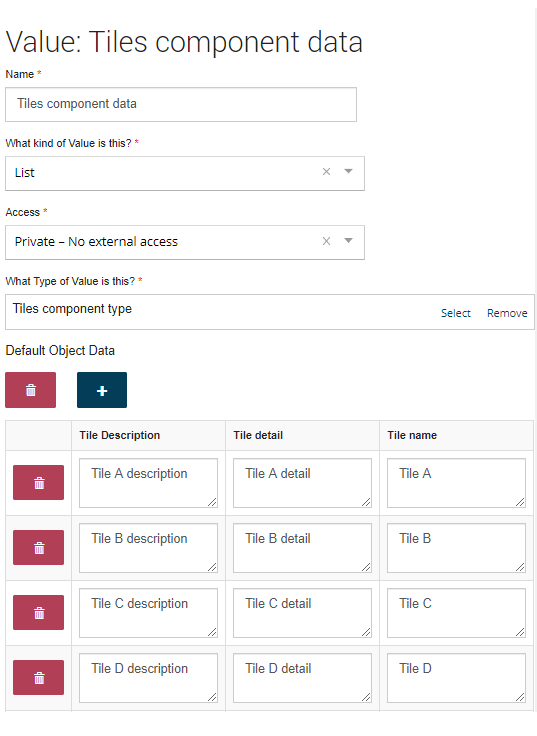 Value: Tiles component data
Name *
Tiles component data
What kind of Value is this? *
List
Access *
Private – No external access
What Type of Value is this? *
Tiles component type
Select Remove
Default Object Data
Tile Description Tile detail Tile name
Tile A description Tile A detail Tile A
Tile B description Tile B detail Tile B
Tile C description Tile C detail Tile C
Tile D description Tile D detail Tile D